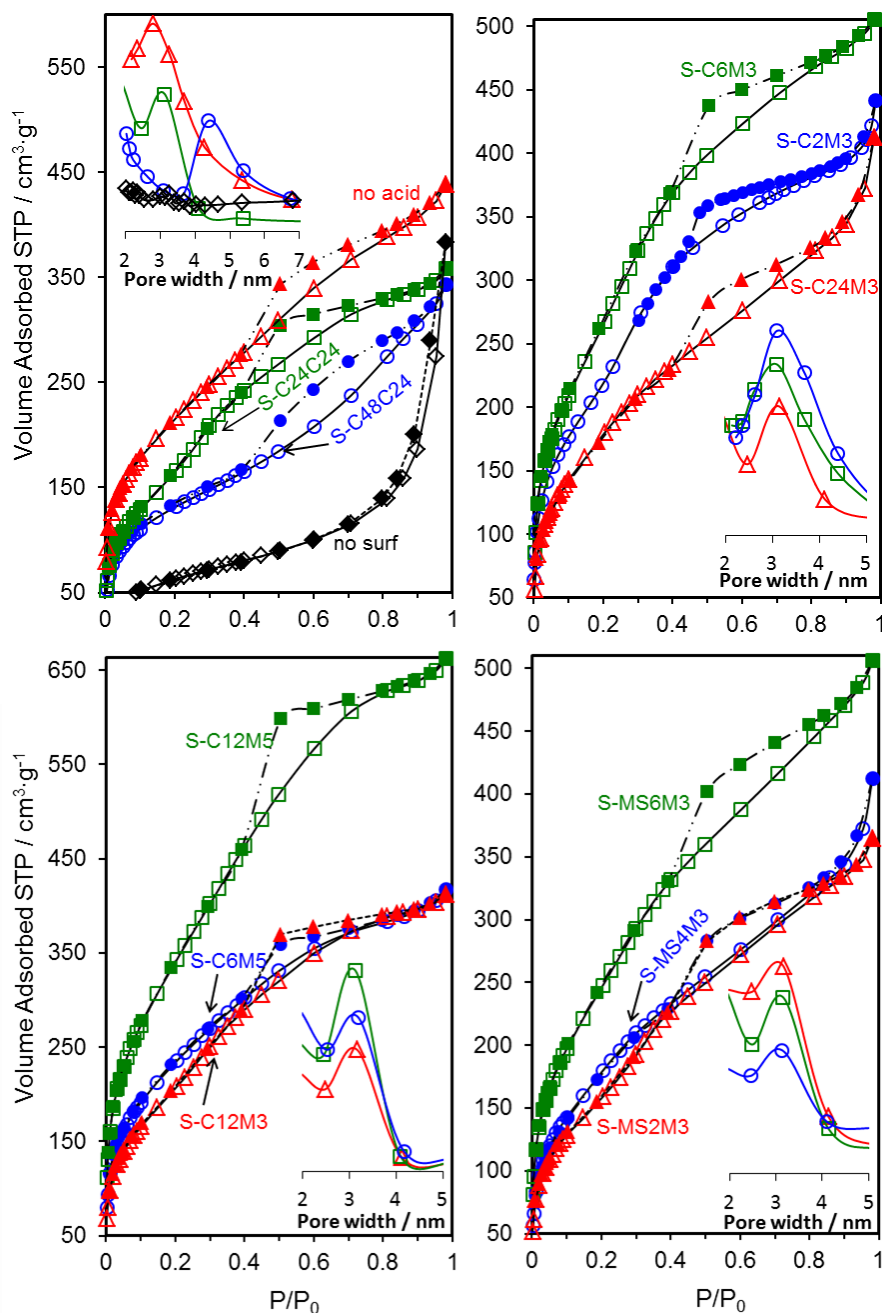 Volume Adsorbed STP / cm³·g⁻¹
550
450
350
250
150
50
0
0.2
0.4
0.6
0.8
1
no acid
S-C24C24
S-C48C24
no surf
2 3 4 5 6 7
Pore width / nm
500
450
400
350
300
250
200
150
100
50
0.0 0.2 0.4 0.6 0.8 1
S-C6M3
S-C2M3
S-C24M3
2 3 4 5
Pore width / nm
Volume Adsorbed STP / cm³·g⁻¹
650
550
450
350
250
150
50
0 0.2 0.4 0.6 0.8 1
P/P₀
S-C12M5
S-C6M5
S-C12M3
2 3 4 5
Pore width / nm
500
450
400
350
300
250
200
150
100
50
0 0.2 0.4 0.6 0.8 1
P/P₀
S-MS6M3
S-MS4M3
S-MS2M3
2 3 4 5
Pore width / nm